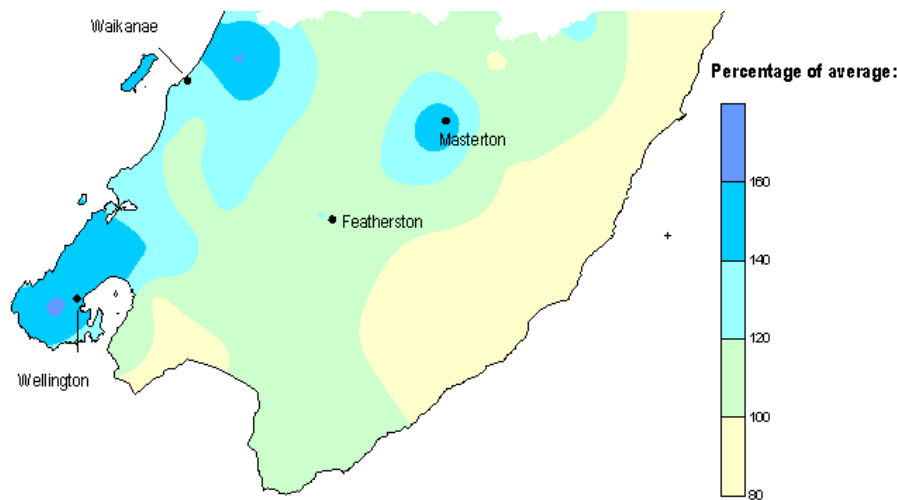 Waikanae
Percentage of average:
Masterton
160
Featherston
140
120
Wellington
100
80